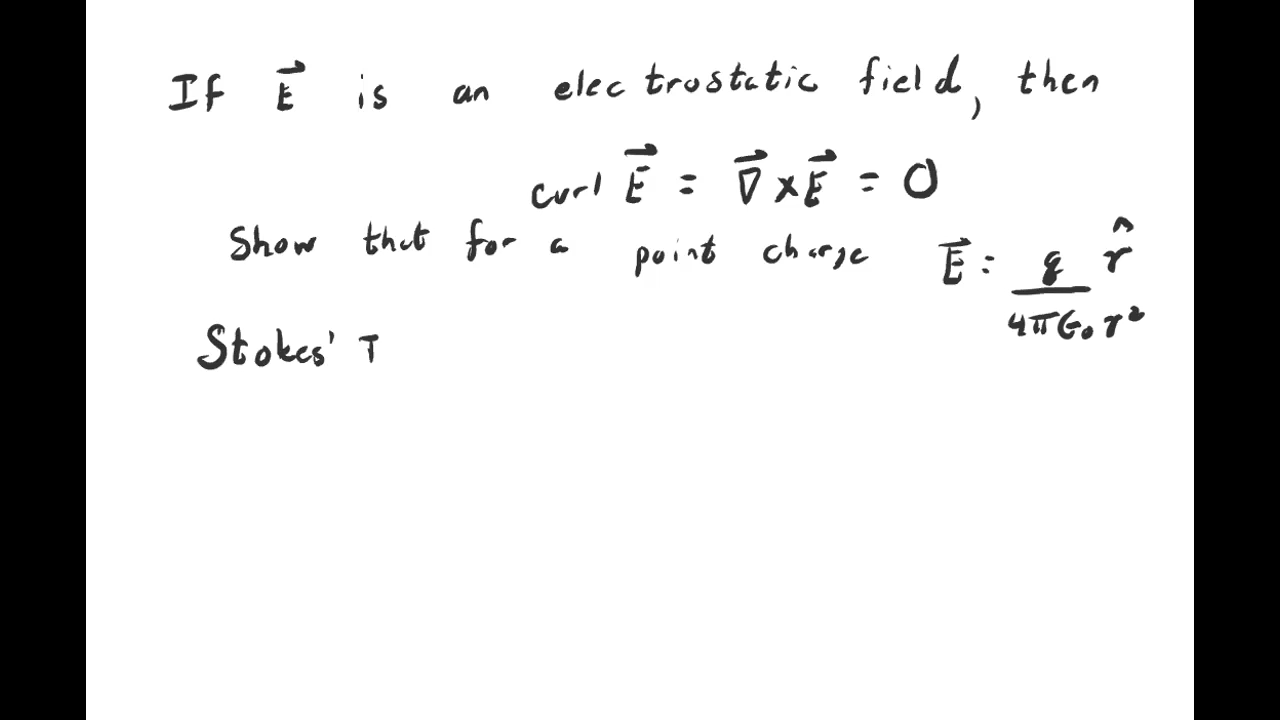 If E⃗ is an electrostatic field, then
curl E⃗ = ∇⃗ × E⃗ = 0
Show that for a point charge E⃗ = q/(4πϵ₀r²) r̂
Stokes' T